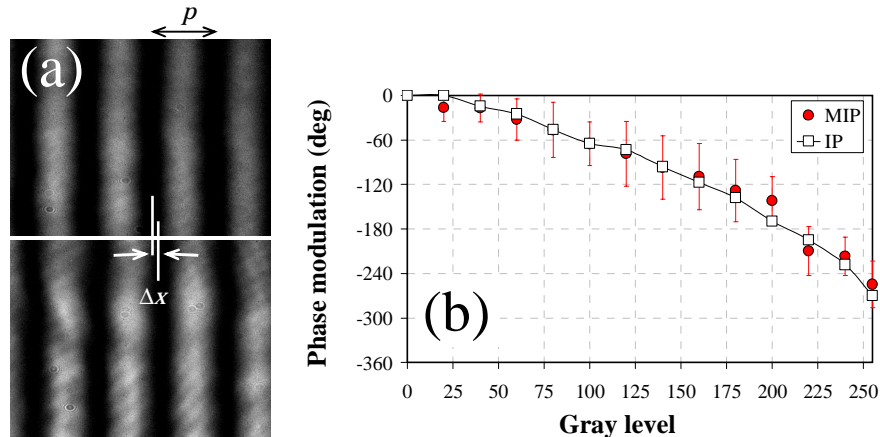 p
(a)
Δx
Phase modulation (deg)
0
-60
-120
-180
-240
-300
-360
MIP
IP
(b)
0 25 50 75 100 125 150 175 200 225 250
Gray level